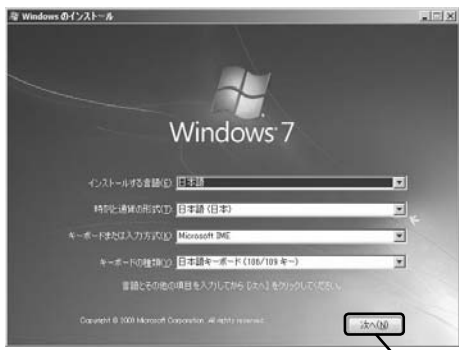 Windows のインストール
Windows 7
インストールする言語(E) 日本語
時刻と通貨の形式(T): 日本語 (日本)
キーボードまたは入力方式(K): Microsoft IME
キーボードの種類(Y): 日本語キーボード (106/109 キー)
言語とその他の項目を入力してから [次へ] をクリックしてください。
Copyright © 2009 Microsoft Corporation. All rights reserved.
次へ(N)